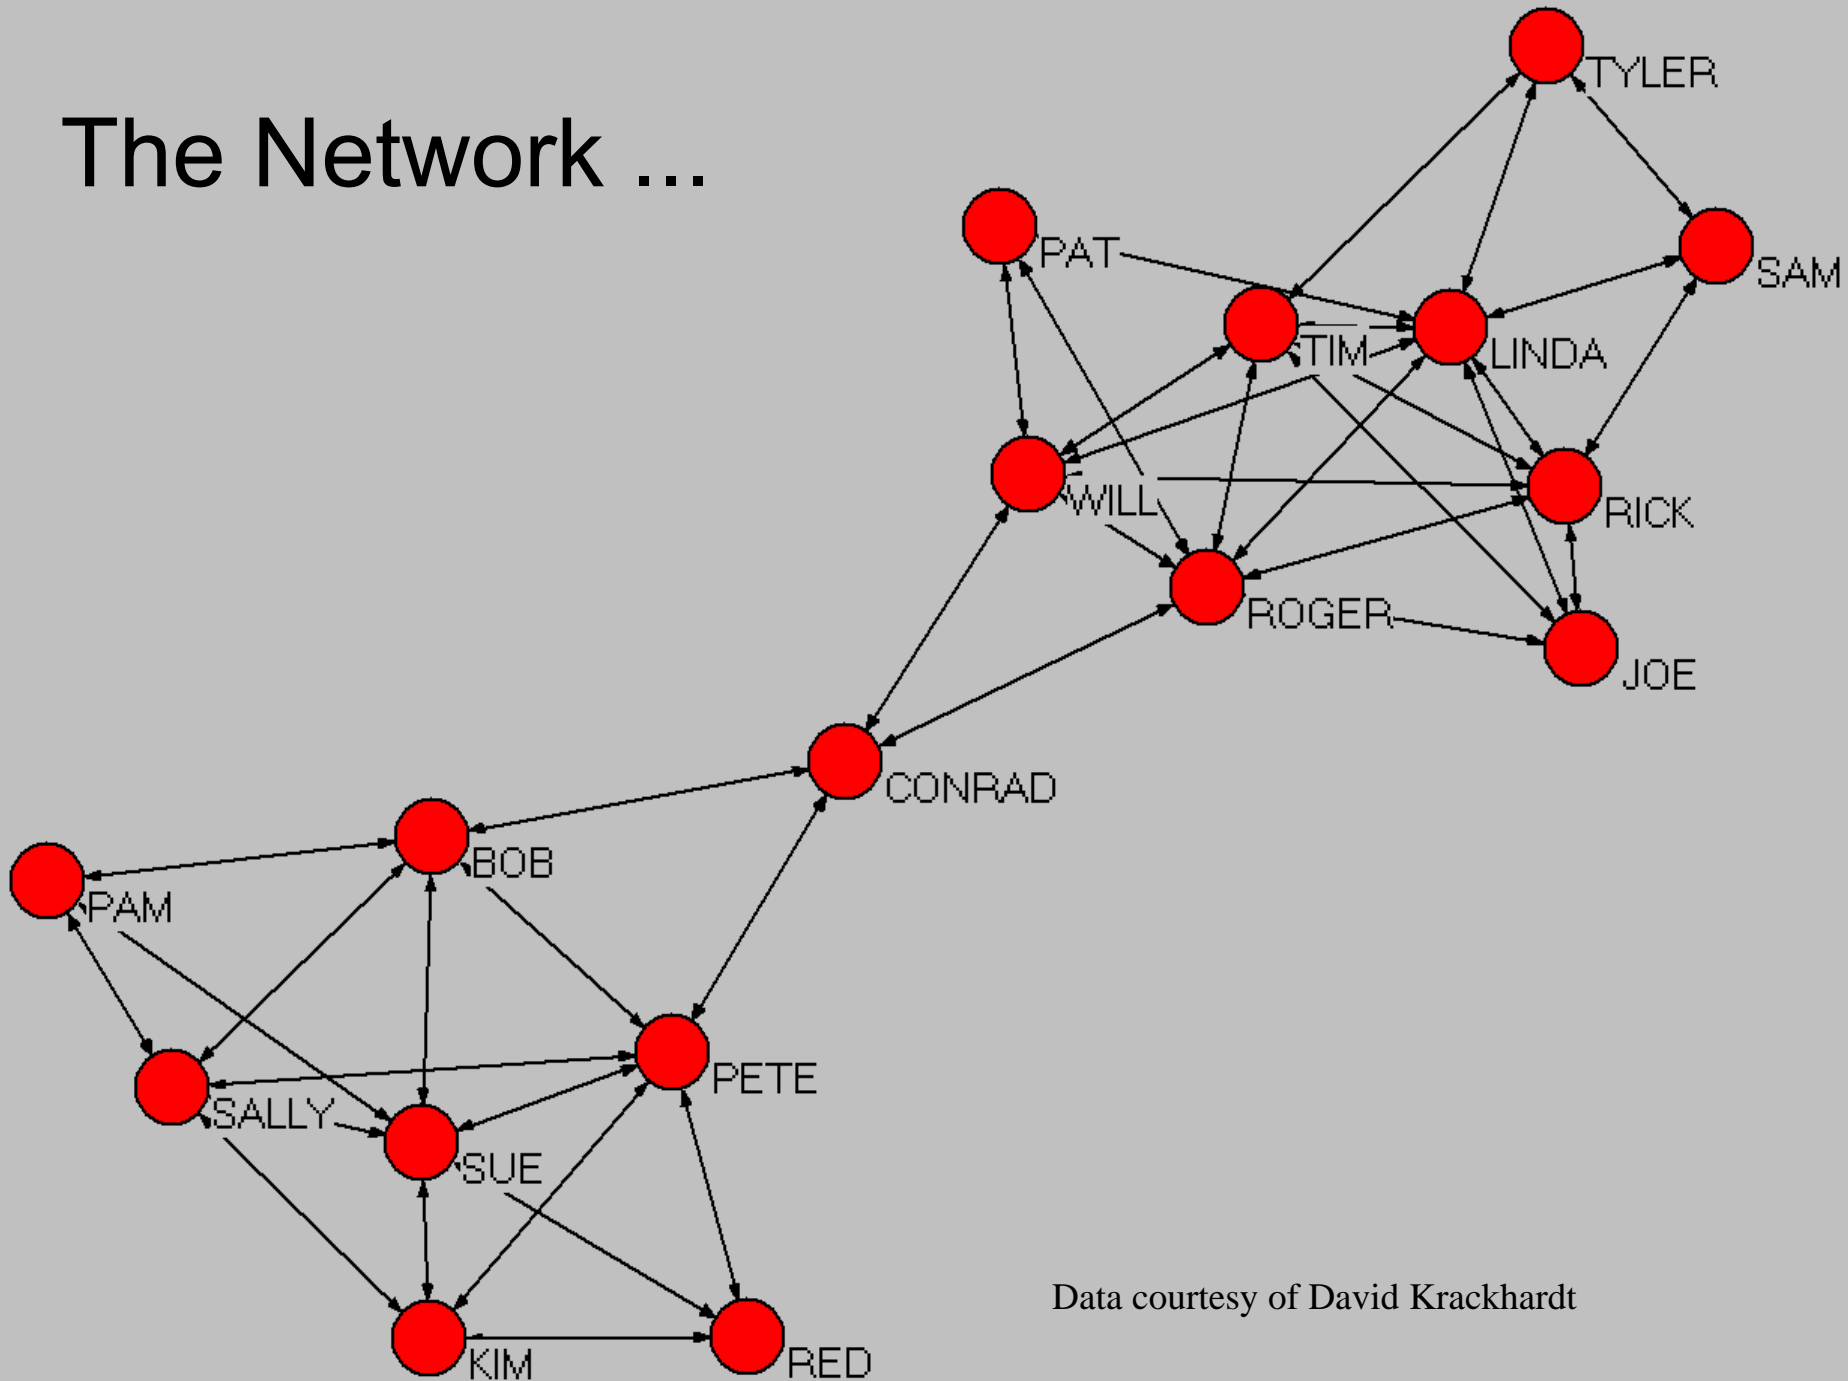 The Network ...
TYLER
PAT
SAM
TIM
LINDA
WILL
RICK
ROGER
JOE
CONRAD
BOB
PAM
PETE
SALLY
SUE
KIM
RED
Data courtesy of David Krackhardt